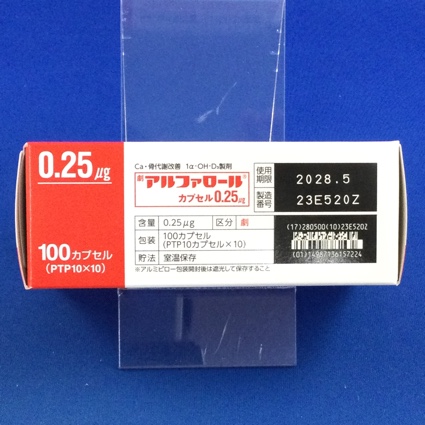 0.25μg
100カプセル
(PTP10×10)
Ca・骨代謝改善 1α-OH-D₃製剤
劇 アルファロール®
カプセル0.25μg
含量 0.25μg 区分 劇
包装 100カプセル
(PTP10カプセル×10)
貯法 室温保存
※アルミピロー包装開封後は遮光して保存すること
使用
期限 2028.5
製造
番号 23E520Z
(17)280500(10)23E520Z
(01)14987136157224